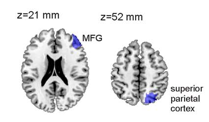 z=21 mm
z=52 mm
MFG
superior
parietal
cortex